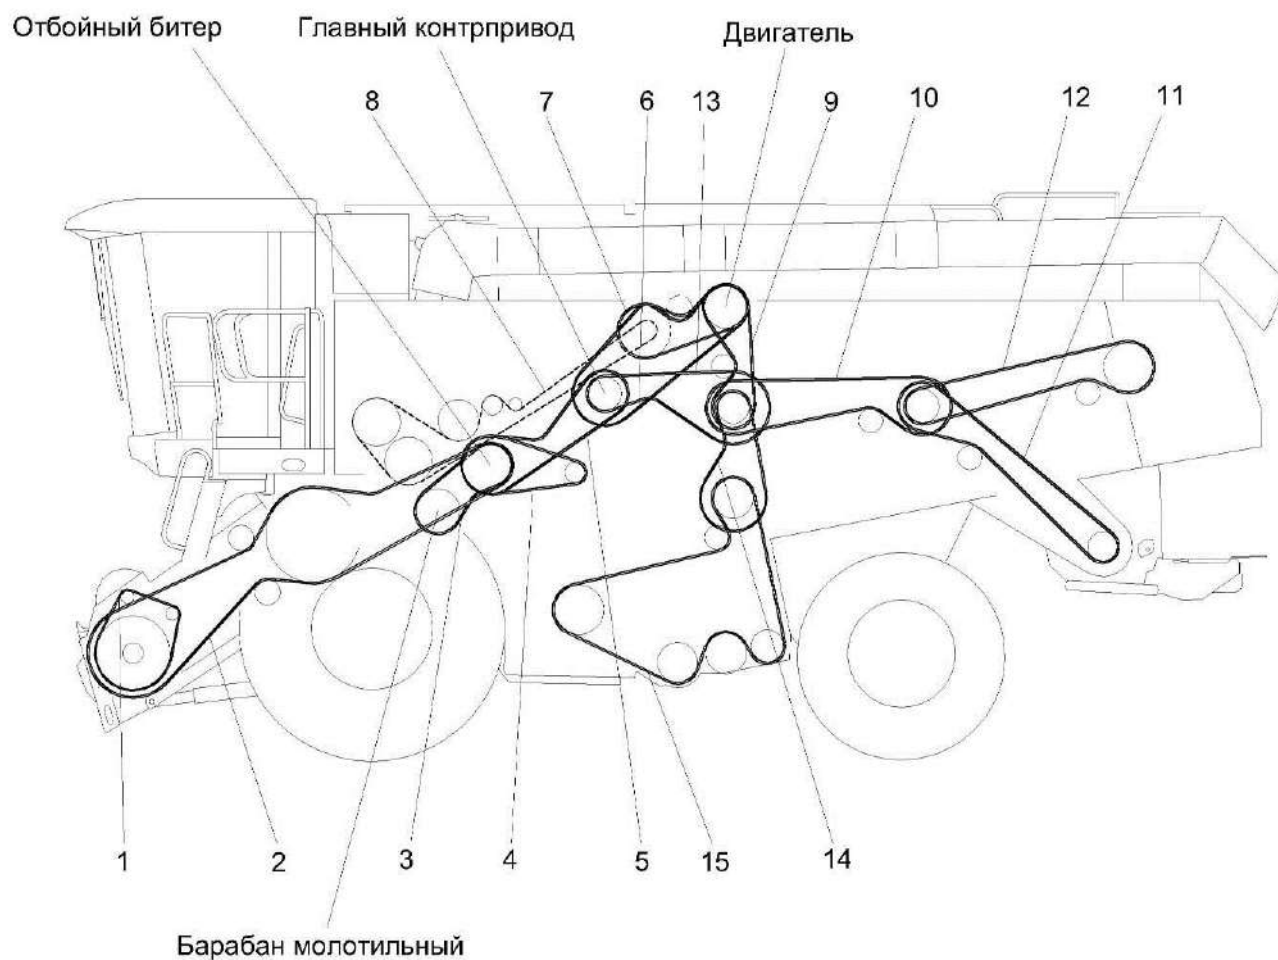 Отбойный битер Главный контрпривод Двигатель
8 7 6 13 9 10 12 11
1 2 3 4 5 15 14
Барабан молотильный